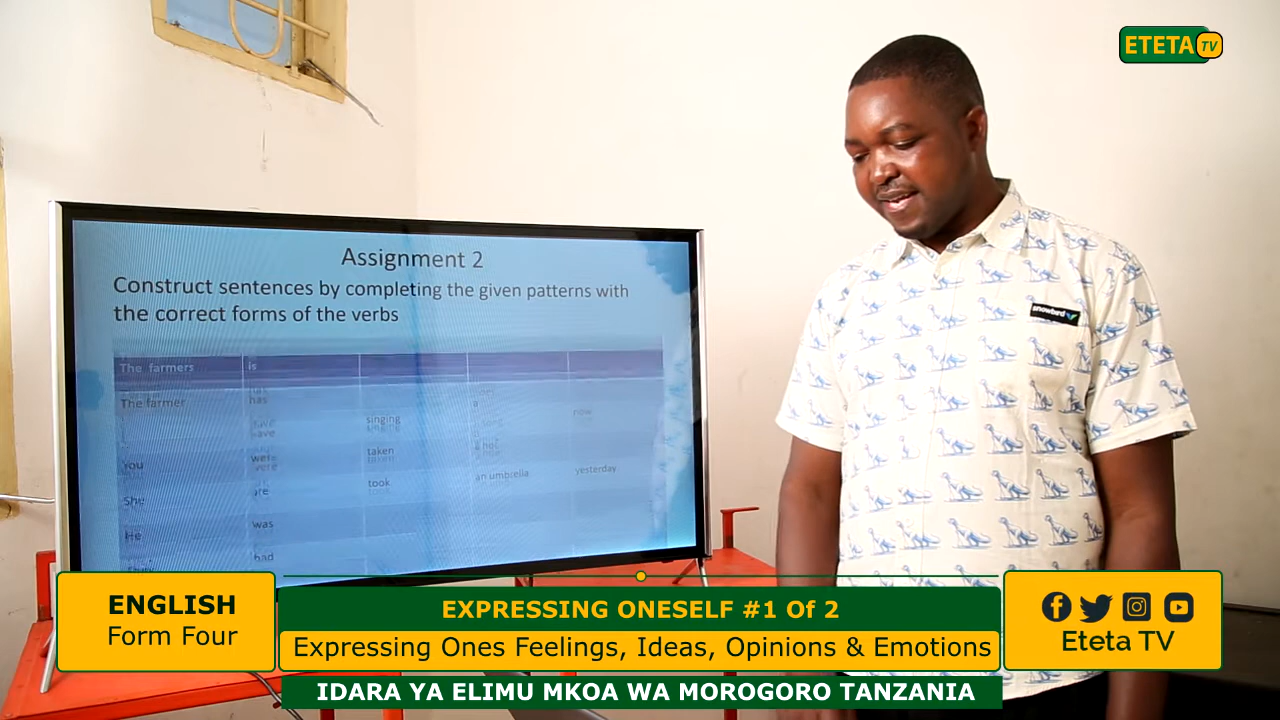 ETETA TV
snowbird
Assignment 2
Construct sentences by completing the given patterns with
the correct forms of the verbs
The farmers is
The farmer has a
have singing now
You were taken
She are took an umbrella yesterday
He was
had
ENGLISH
Form Four
EXPRESSING ONESELF #1 Of 2
Expressing Ones Feelings, Ideas, Opinions & Emotions
Eteta TV
IDARA YA ELIMU MKOA WA MOROGORO TANZANIA